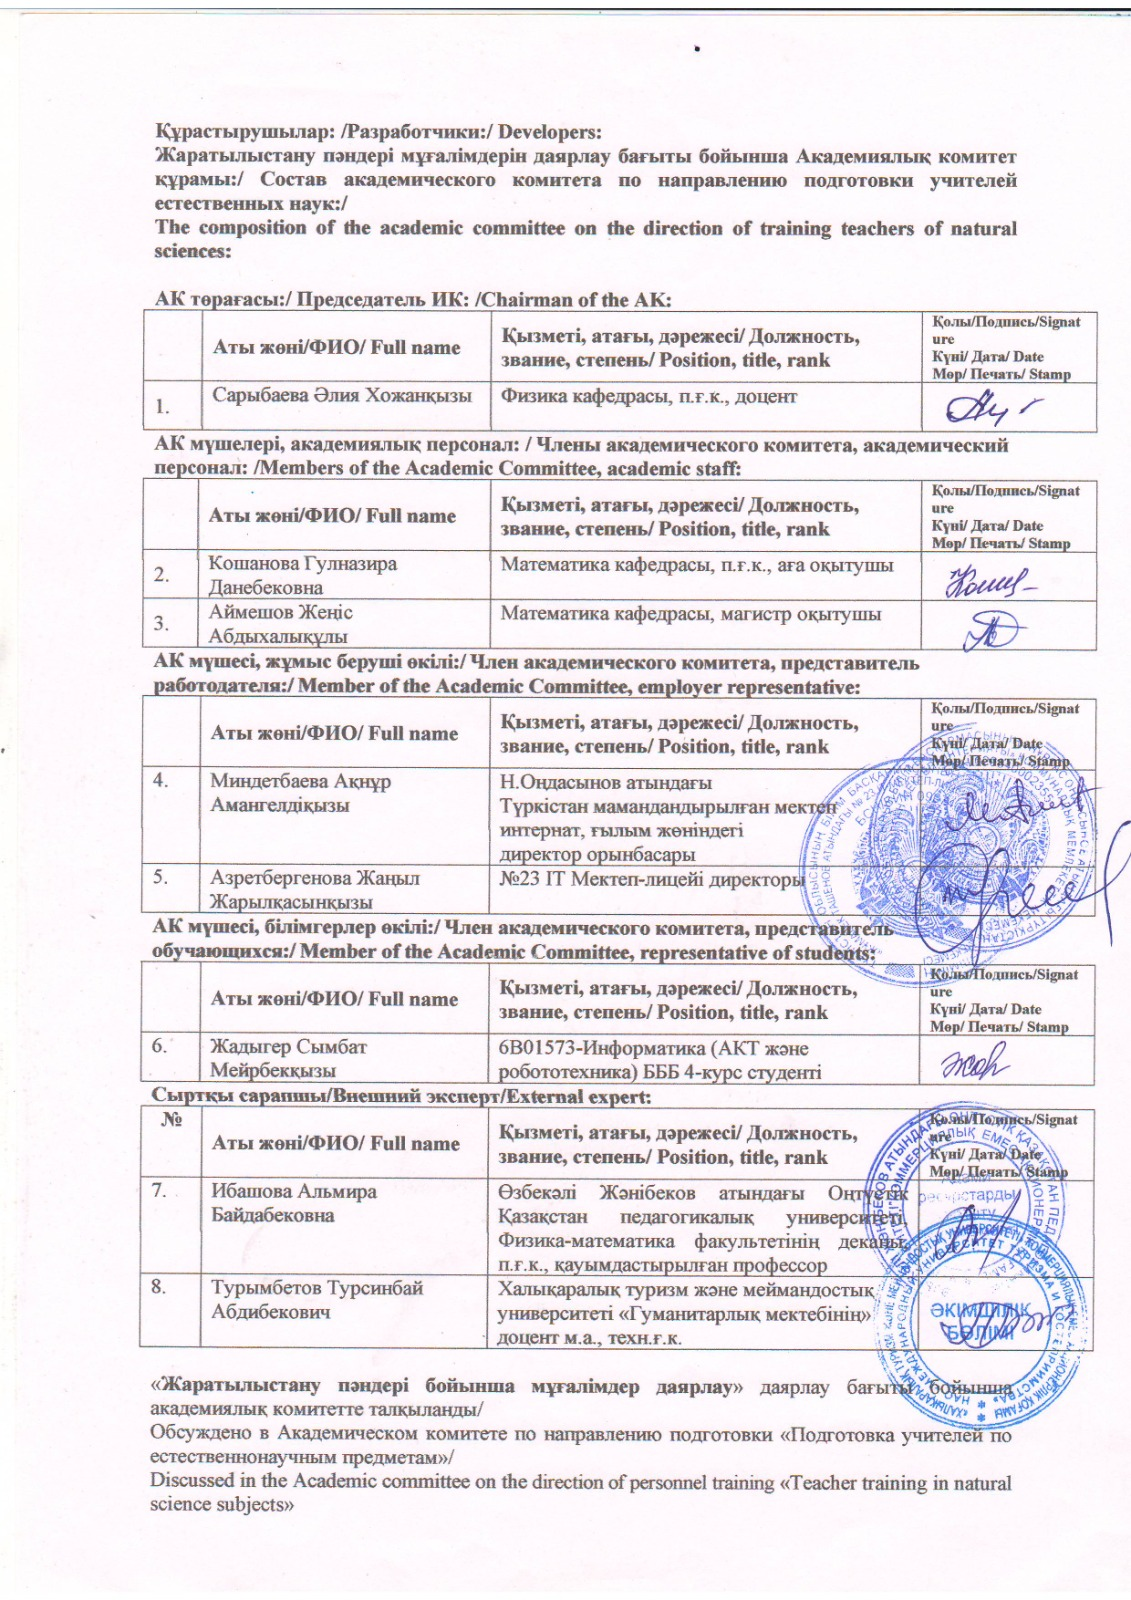 Құрастырушылар: /Разработчики:/ Developers:
Жаратылыстану пәндері мұғалімдерін даярлау бағыты бойынша Академиялық комитет
құрамы:/ Состав академического комитета по направлению подготовки учителей
естественных наук:/
The composition of the academic committee on the direction of training teachers of natural
sciences:
АК төрағасы:/ Председатель ИК: /Chairman of the AK:
Аты жөні/ФИО/ Full name
Қызметі, атағы, дәрежесі/ Должность,
звание, степень/ Position, title, rank
Қолы/Подпись/Signat
ure
Күні/ Дата/ Date
Мөр/ Печать/ Stamp
1.
Сарыбаева Әлия Хожанқызы
Физика кафедрасы, п.ғ.к., доцент
АК мүшелері, академиялық персонал: / Члены академического комитета, академический
персонал: /Members of the Academic Committee, academic staff:
Аты жөні/ФИО/ Full name
Қызметі, атағы, дәрежесі/ Должность,
звание, степень/ Position, title, rank
Қолы/Подпись/Signat
ure
Күні/ Дата/ Date
Мөр/ Печать/ Stamp
2.
Кошанова Гулназира
Данебековна
Математика кафедрасы, п.ғ.к., аға оқытушы
3.
Аймешов Жеңіс
Абдыхалықұлы
Математика кафедрасы, магистр оқытушы
АК мүшесі, жұмыс беруші өкілі:/ Член академического комитета, представитель
работодателя:/ Member of the Academic Committee, employer representative:
Аты жөні/ФИО/ Full name
Қызметі, атағы, дәрежесі/ Должность,
звание, степень/ Position, title, rank
Қолы/Подпись/Signat
ure
Күні/ Дата/ Date
Мөр/ Печать/ Stamp
4.
Миндетбаева Ақнұр
Амангелдіқызы
Н.Оңдасынов атындағы
Түркістан мамандандырылған мектеп
интернат, ғылым жөніндегі
директор орынбасары
5.
Азретбергенова Жаңыл
Жарылқасынқызы
№23 IT Мектеп-лицейі директоры
АК мүшесі, білімгерлер өкілі:/ Член академического комитета, представитель
обучающихся:/ Member of the Academic Committee, representative of students:
Аты жөні/ФИО/ Full name
Қызметі, атағы, дәрежесі/ Должность,
звание, степень/ Position, title, rank
Қолы/Подпись/Signat
ure
Күні/ Дата/ Date
Мөр/ Печать/ Stamp
6.
Жадыгер Сымбат
Мейрбекқызы
6В01573-Информатика (АКТ және
робототехника) БББ 4-курс студенті
Сыртқы сарапшы/Внешний эксперт/External expert:
№
Аты жөні/ФИО/ Full name
Қызметі, атағы, дәрежесі/ Должность,
звание, степень/ Position, title, rank
Қолы/Подпись/Signat
ure
Күні/ Дата/ Date
Мөр/ Печать/ Stamp
7.
Ибашова Альмира
Байдабековна
Өзбекәлі Жәнібеков атындағы Оңтүстік
Қазақстан педагогикалық университеті,
Физика-математика факультетінің деканы,
п.ғ.к., қауымдастырылған профессор
8.
Турымбетов Турсинбай
Абдибекович
Халықаралық туризм және меймандостық
университеті «Гуманитарлық мектебінің»
доцент м.а., техн.ғ.к.
ӘКІМШІЛІК
БӨЛІМІ
«Жаратылыстану пәндері бойынша мұғалімдер даярлау» даярлау бағыты бойынша
академиялық комитетте талқыланды/
Обсуждено в Академическом комитете по направлению подготовки «Подготовка учителей по
естественнонаучным предметам»/
Discussed in the Academic committee on the direction of personnel training «Teacher training in natural
science subjects»